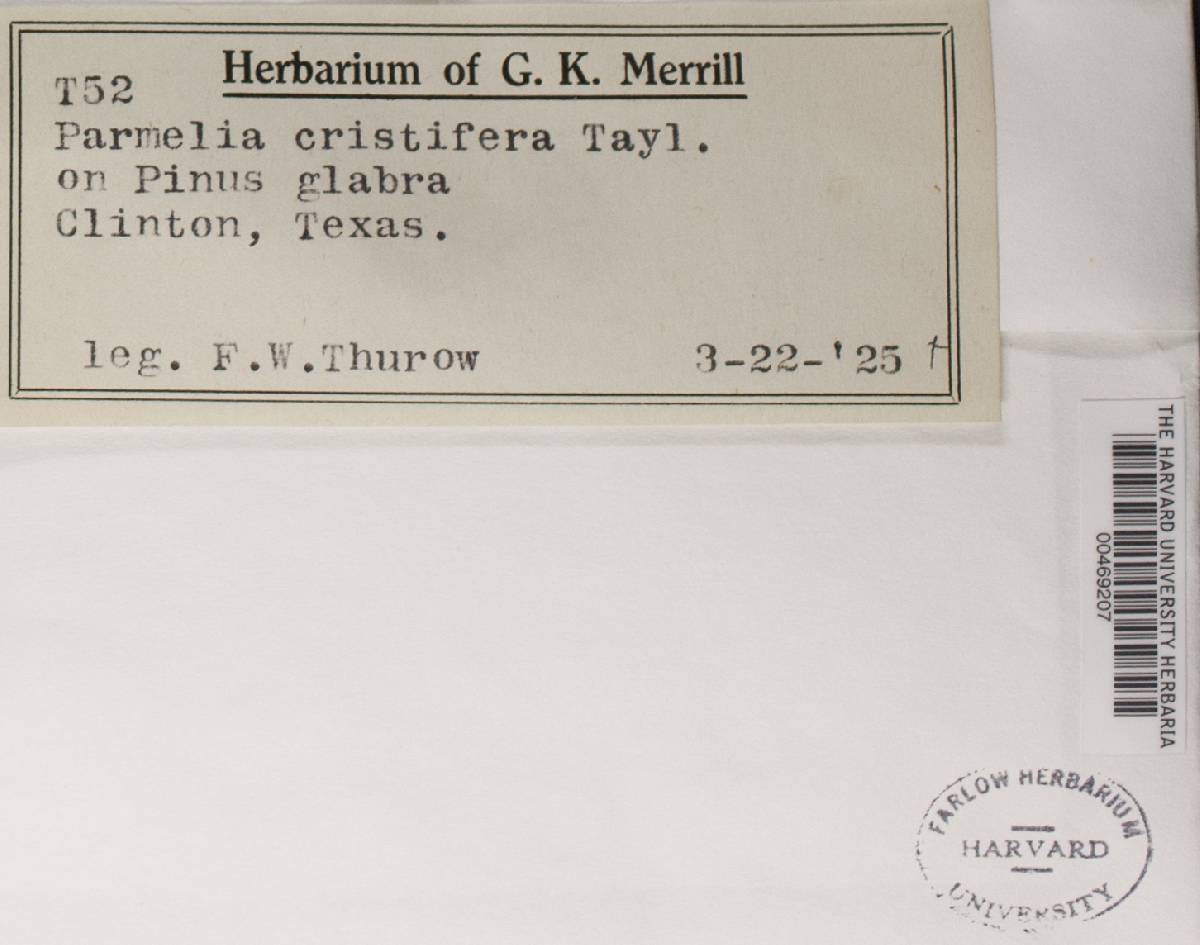 Herbarium of G. K. Merrill
T52
Parmelia cristifera Tayl.
on Pinus glabra
Clinton, Texas.
leg. F.W.Thurow 3-22-'25 †
THE HARVARD UNIVERSITY HERBARIA
00469207
FARLOW HERBARIUM
HARVARD
UNIVERSITY